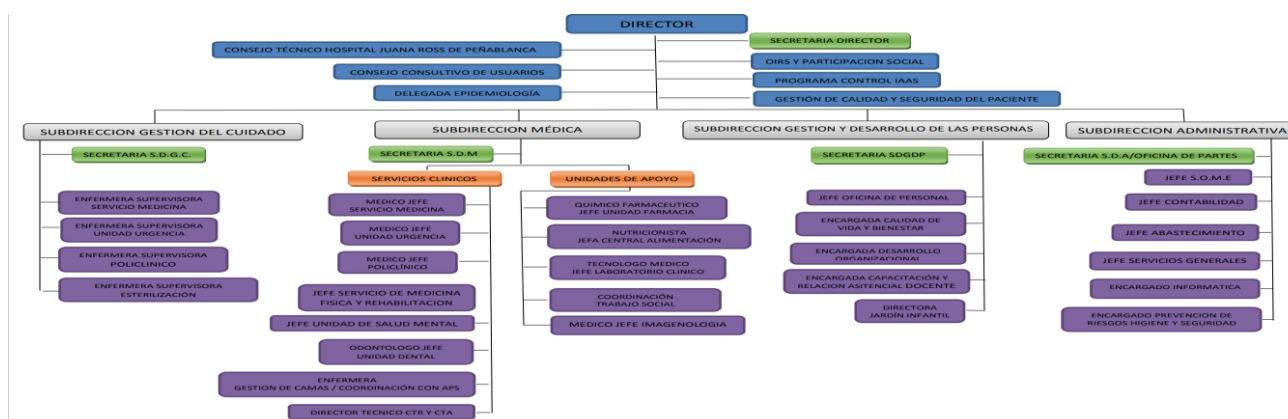 DIRECTOR
SECRETARIA DIRECTOR
CONSEJO TÉCNICO HOSPITAL JUANA ROSS DE PEÑABLANCA
OIRS Y PARTICIPACION SOCIAL
CONSEJO CONSULTIVO DE USUARIOS
PROGRAMA CONTROL IAAS
DELEGADA EPIDEMIOLOGÍA
GESTIÓN DE CALIDAD Y SEGURIDAD DEL PACIENTE
SUBDIRECCION GESTION DEL CUIDADO
SECRETARIA S.D.G.C.
ENFERMERA SUPERVISORA
SERVICIO MEDICINA
ENFERMERA SUPERVISORA
UNIDAD URGENCIA
ENFERMERA SUPERVISORA
POLICLINICO
ENFERMERA SUPERVISORA
ESTERILIZACIÓN
SUBDIRECCION MÉDICA
SECRETARIA S.D.M
SERVICIOS CLINICOS
MEDICO JEFE
SERVICIO MEDICINA
MEDICO JEFE
UNIDAD URGENCIA
MEDICO JEFE
POLICLÍNICO
JEFE SERVICIO DE MEDICINA
FISICA Y REHABILITACION
JEFE UNIDAD DE SALUD MENTAL
ODONTOLOGO JEFE
UNIDAD DENTAL
ENFERMERA
GESTION DE CAMAS / COORDINACIÓN CON APS
DIRECTOR TECNICO CTR Y CTA
UNIDADES DE APOYO
QUIMICO FARMACEUTICO
JEFE UNIDAD FARMACIA
NUTRICIONISTA
JEFA CENTRAL ALIMENTACIÓN
TECNOLOGO MEDICO
JEFE LABORATORIO CLINICO
COORDINACIÓN
TRABAJO SOCIAL
MEDICO JEFE IMAGENOLOGIA
SUBDIRECCION GESTION Y DESARROLLO DE LAS PERSONAS
SECRETARIA SDGDP
JEFE OFICINA DE PERSONAL
ENCARGADA CALIDAD DE
VIDA Y BIENESTAR
ENCARGADA DESARROLLO
ORGANIZACIONAL
ENCARGADA CAPACITACIÓN Y
RELACION ASITENCIAL DOCENTE
DIRECTORA
JARDÍN INFANTIL
SUBDIRECCION ADMINISTRATIVA
SECRETARIA S.D.A/OFICINA DE PARTES
JEFE S.O.M.E
JEFE CONTABILIDAD
JEFE ABASTECIMIENTO
JEFE SERVICIOS GENERALES
ENCARGADO INFORMATICA
ENCARGADO PREVENCION DE
RIESGOS HIGIENE Y SEGURIDAD